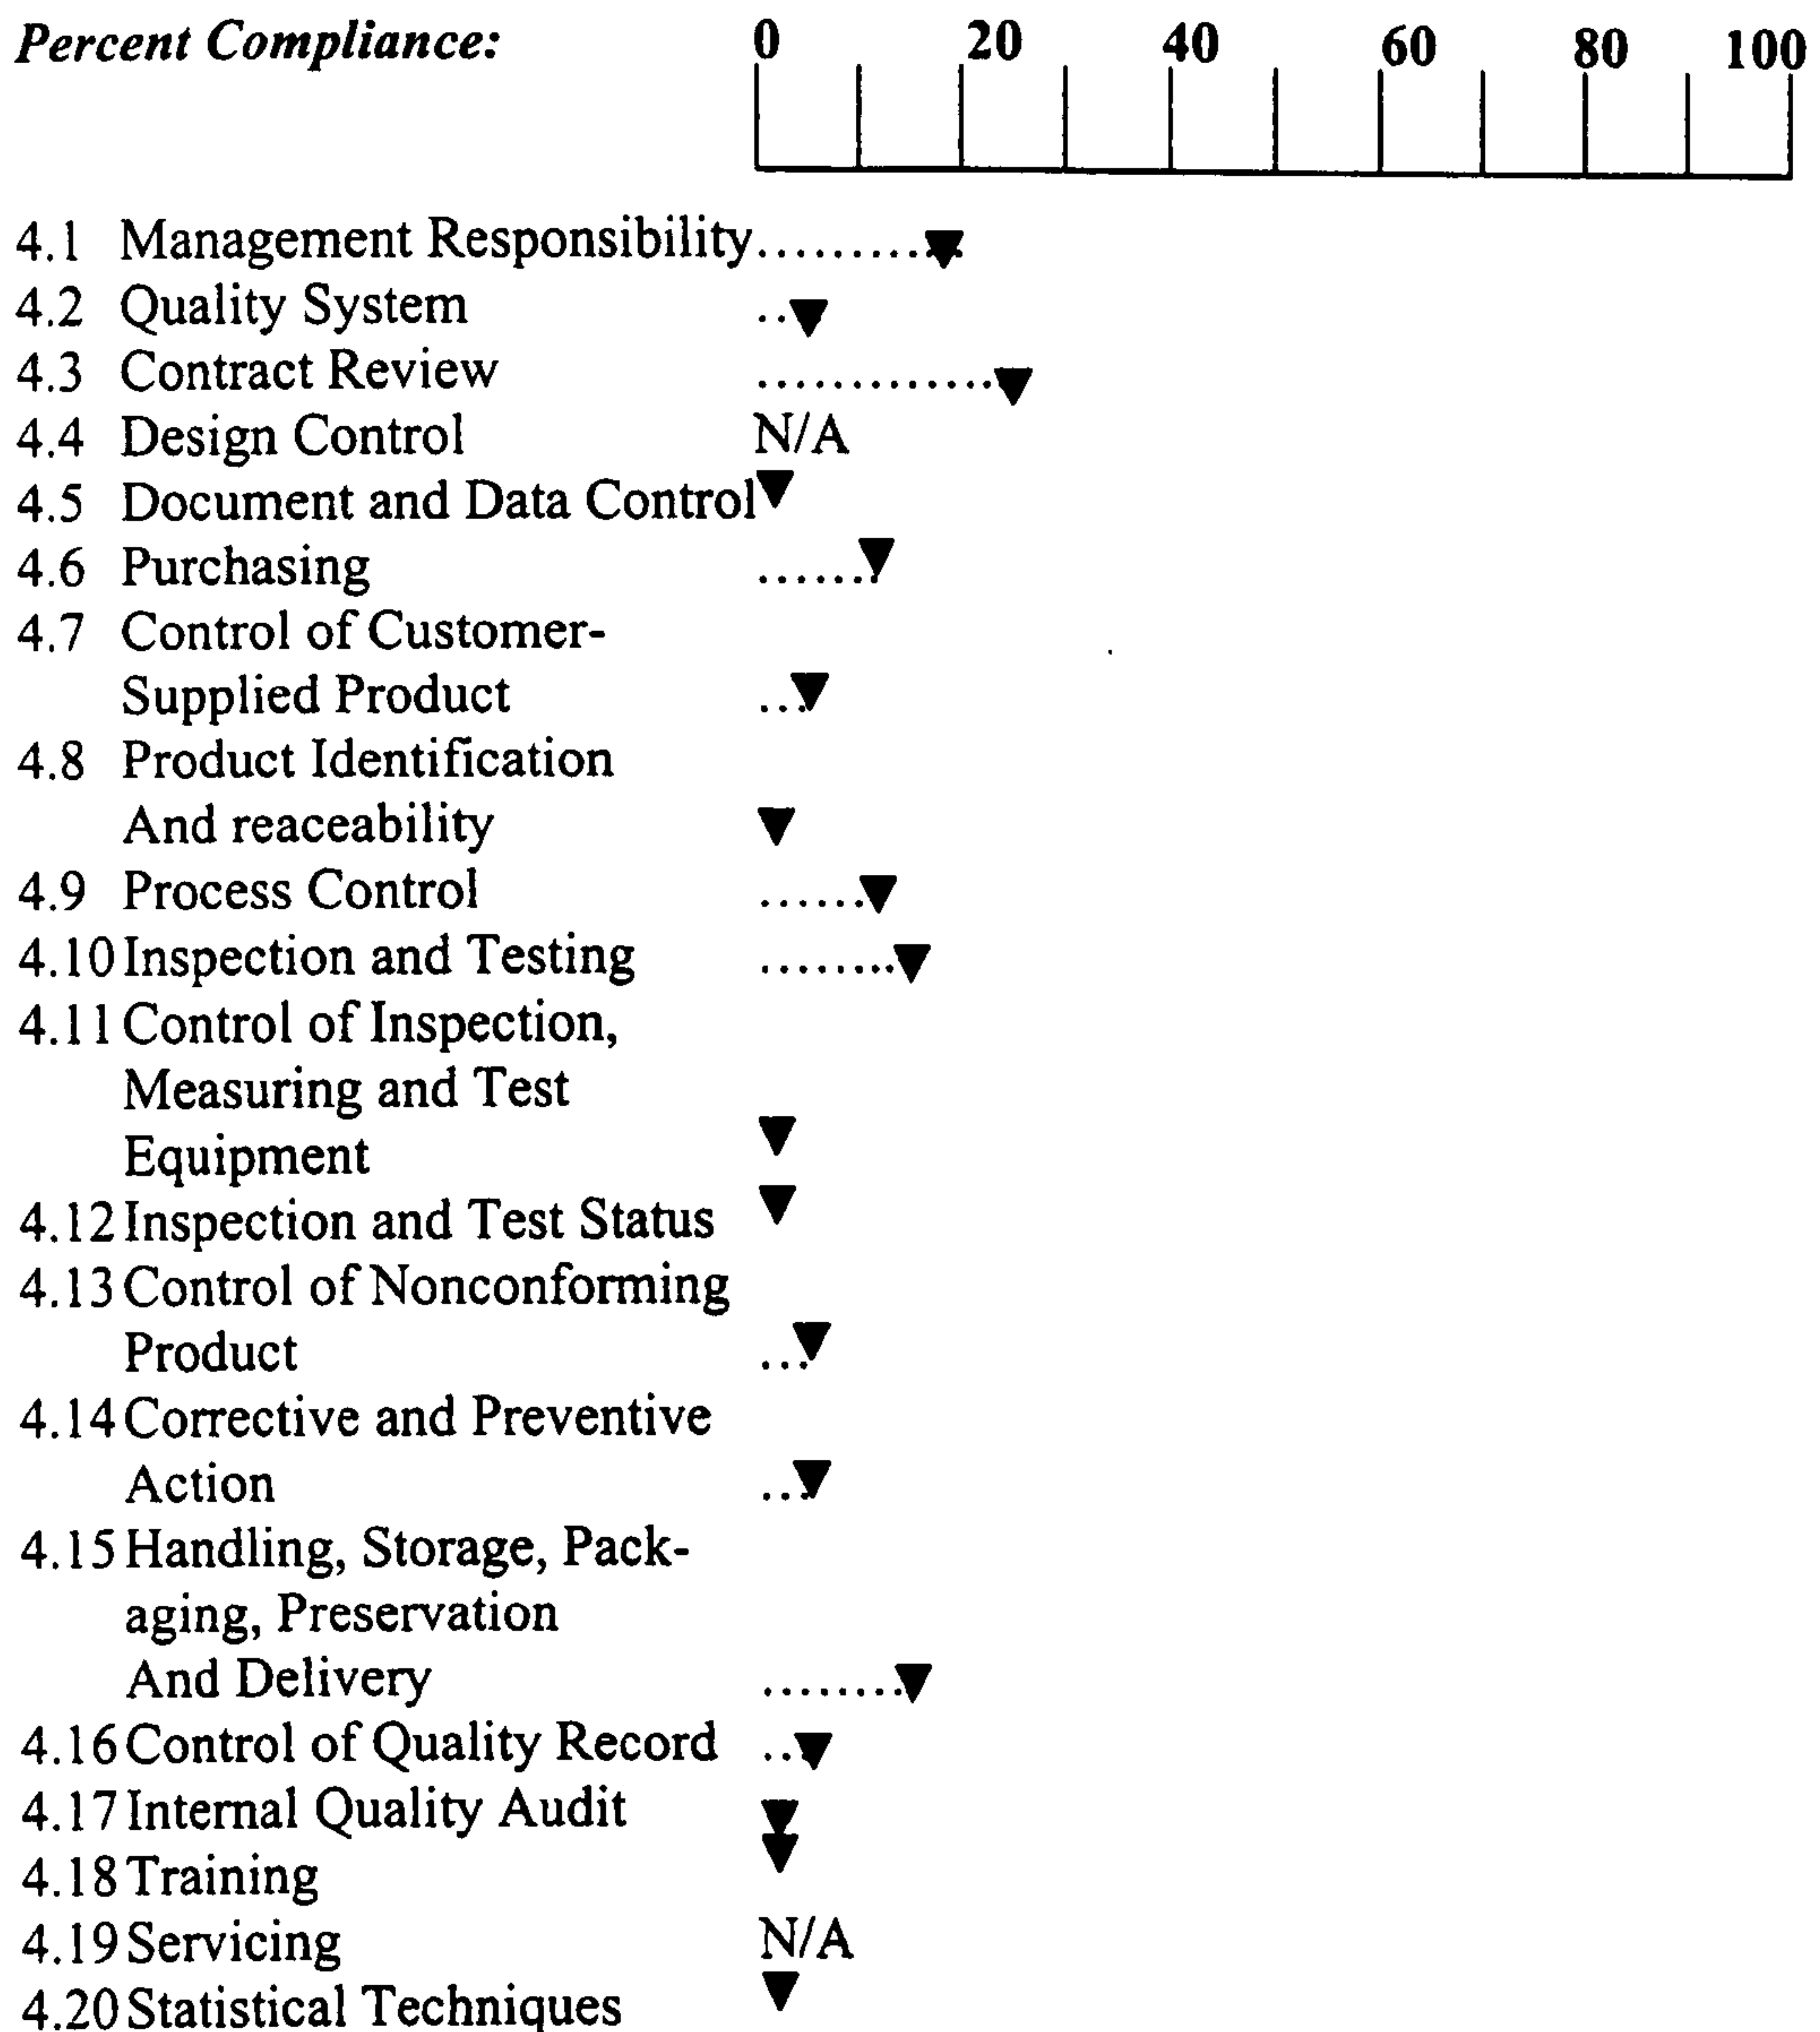 Percent Compliance: 0 20 40 60 80 100
4.1 Management Responsibility..........
4.2 Quality System ..
4.3 Contract Review ..............
4.4 Design Control N/A
4.5 Document and Data Control
4.6 Purchasing .......
4.7 Control of Customer-
Supplied Product ...
4.8 Product Identification
And reaceability
4.9 Process Control ......
4.10 Inspection and Testing ........
4.11 Control of Inspection,
Measuring and Test
Equipment
4.12 Inspection and Test Status
4.13 Control of Nonconforming
Product ...
4.14 Corrective and Preventive
Action ...
4.15 Handling, Storage, Pack-
aging, Preservation
And Delivery ........
4.16 Control of Quality Record ...
4.17 Internal Quality Audit
4.18 Training
4.19 Servicing N/A
4.20 Statistical Techniques